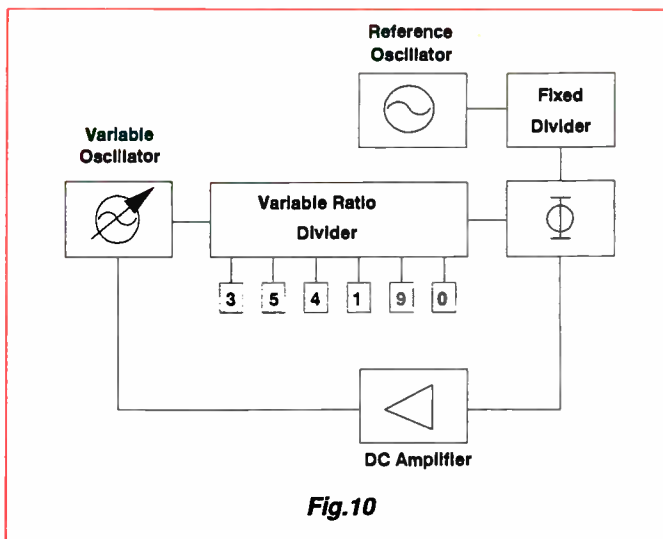 Reference
Oscillator
Fixed
Divider
Variable
Oscillator
Variable Ratio
Divider
3 5 4 1 9 0
DC Amplifier
Fig.10